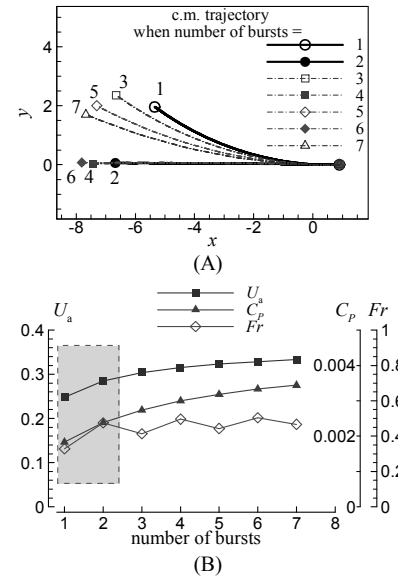 c.m. trajectory
when number of bursts =
1
2
3
4
5
6
7
1
3
5
7
6 4 2
4
2
0
y
-8 -6 -4 -2 0
x
(A)
U_a
C_P
Fr
U_a
C_P Fr
0.4
0.3
0.2
0.1
0
0.004
0.002
0
1
0.8
0.6
0.4
0.2
0
1 2 3 4 5 6 7 8
number of bursts
(B)